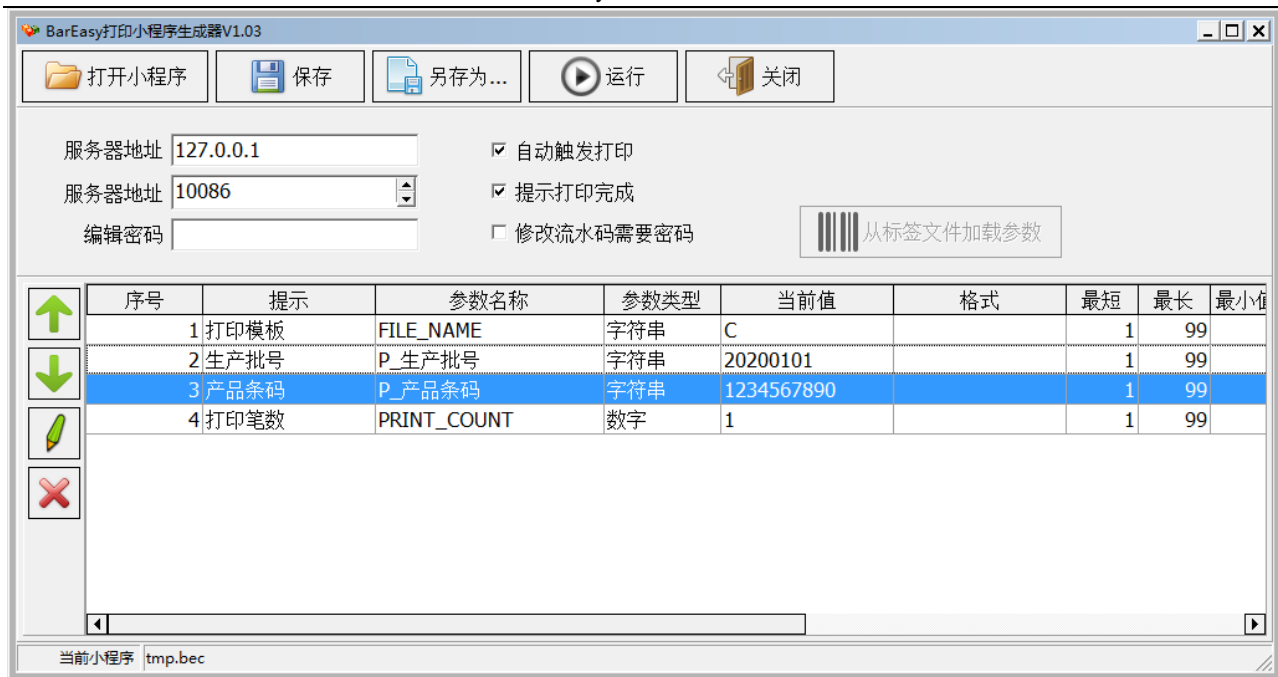 BarEasy打印小程序生成器V1.03
打开小程序 保存 另存为... 运行 关闭
服务器地址 127.0.0.1 自动触发打印
服务器地址 10086 提示打印完成
编辑密码 修改流水码需要密码 从标签文件加载参数
序号 提示 参数名称 参数类型 当前值 格式 最短 最长 最小值
1 打印模板 FILE_NAME 字符串 C 1 99
2 生产批号 P_生产批号 字符串 20200101 1 99
3 产品条码 P_产品条码 字符串 1234567890 1 99
4 打印笔数 PRINT_COUNT 数字 1 1 99
当前小程序 tmp.bec